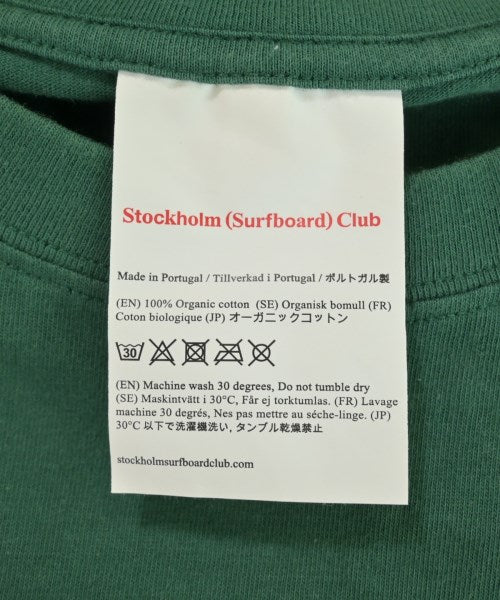 Stockholm (Surfboard) Club
Made in Portugal / Tillverkad i Portugal / ポルトガル製
(EN) 100% Organic cotton (SE) Organisk bomull (FR)
Coton biologique (JP) オーガニックコットン
30
(EN) Machine wash 30 degrees, Do not tumble dry
(SE) Maskintvätt i 30°C, Får ej torktumlas. (FR) Lavage
machine 30 degrés, Nes pas mettre au séche-linge. (JP)
30°C 以下で洗濯機洗い, タンブル乾燥禁止
stockholmsurfboardclub.com